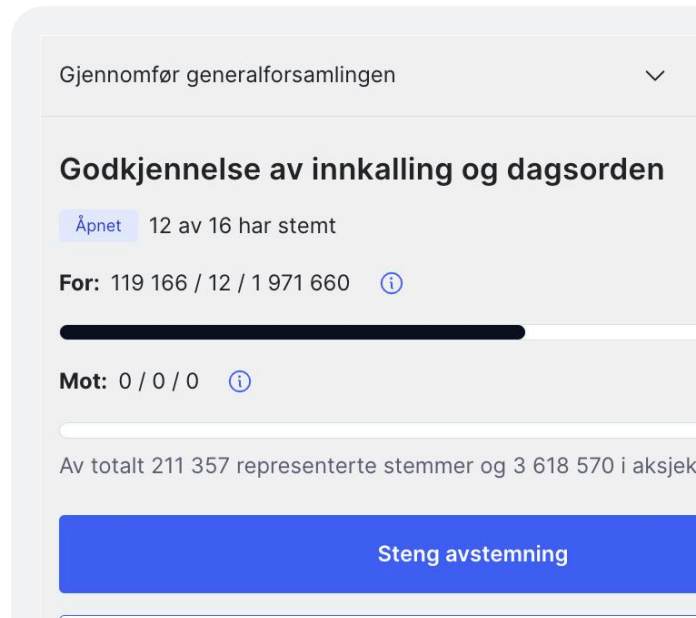 Gjennomfør generalforsamlingen
Godkjennelse av innkalling og dagsorden
Åpnet 12 av 16 har stemt
For: 119 166 / 12 / 1 971 660
Mot: 0 / 0 / 0
Av totalt 211 357 representerte stemmer og 3 618 570 i
Steng avstemning